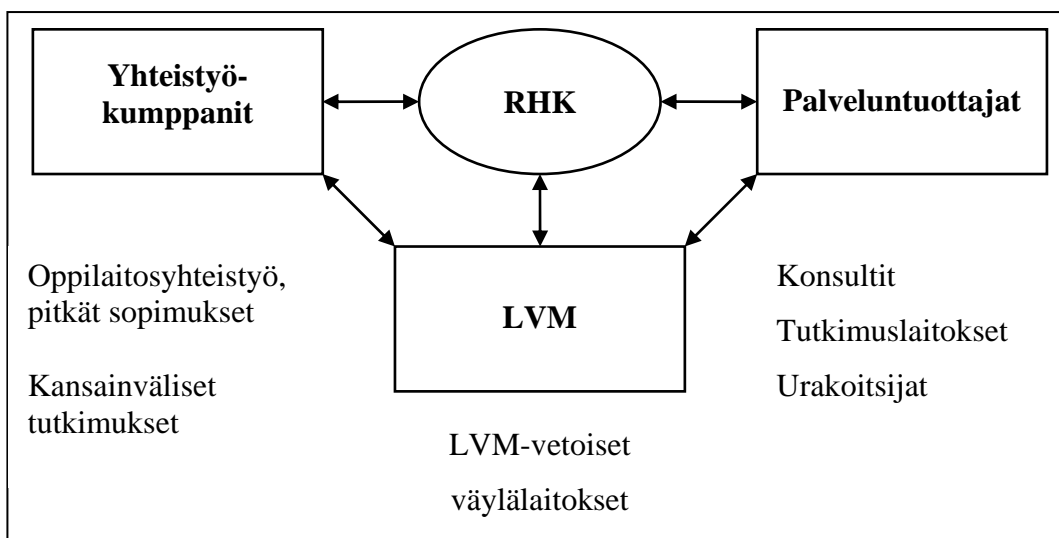 Yhteistyö-
kumppanit
RHK
Palveluntuottajat
Oppilaitosyhteistyö,
pitkät sopimukset
Kansainväliset
tutkimukset
LVM
LVM-vetoiset
väylälaitokset
Konsultit
Tutkimuslaitokset
Urakoitsijat